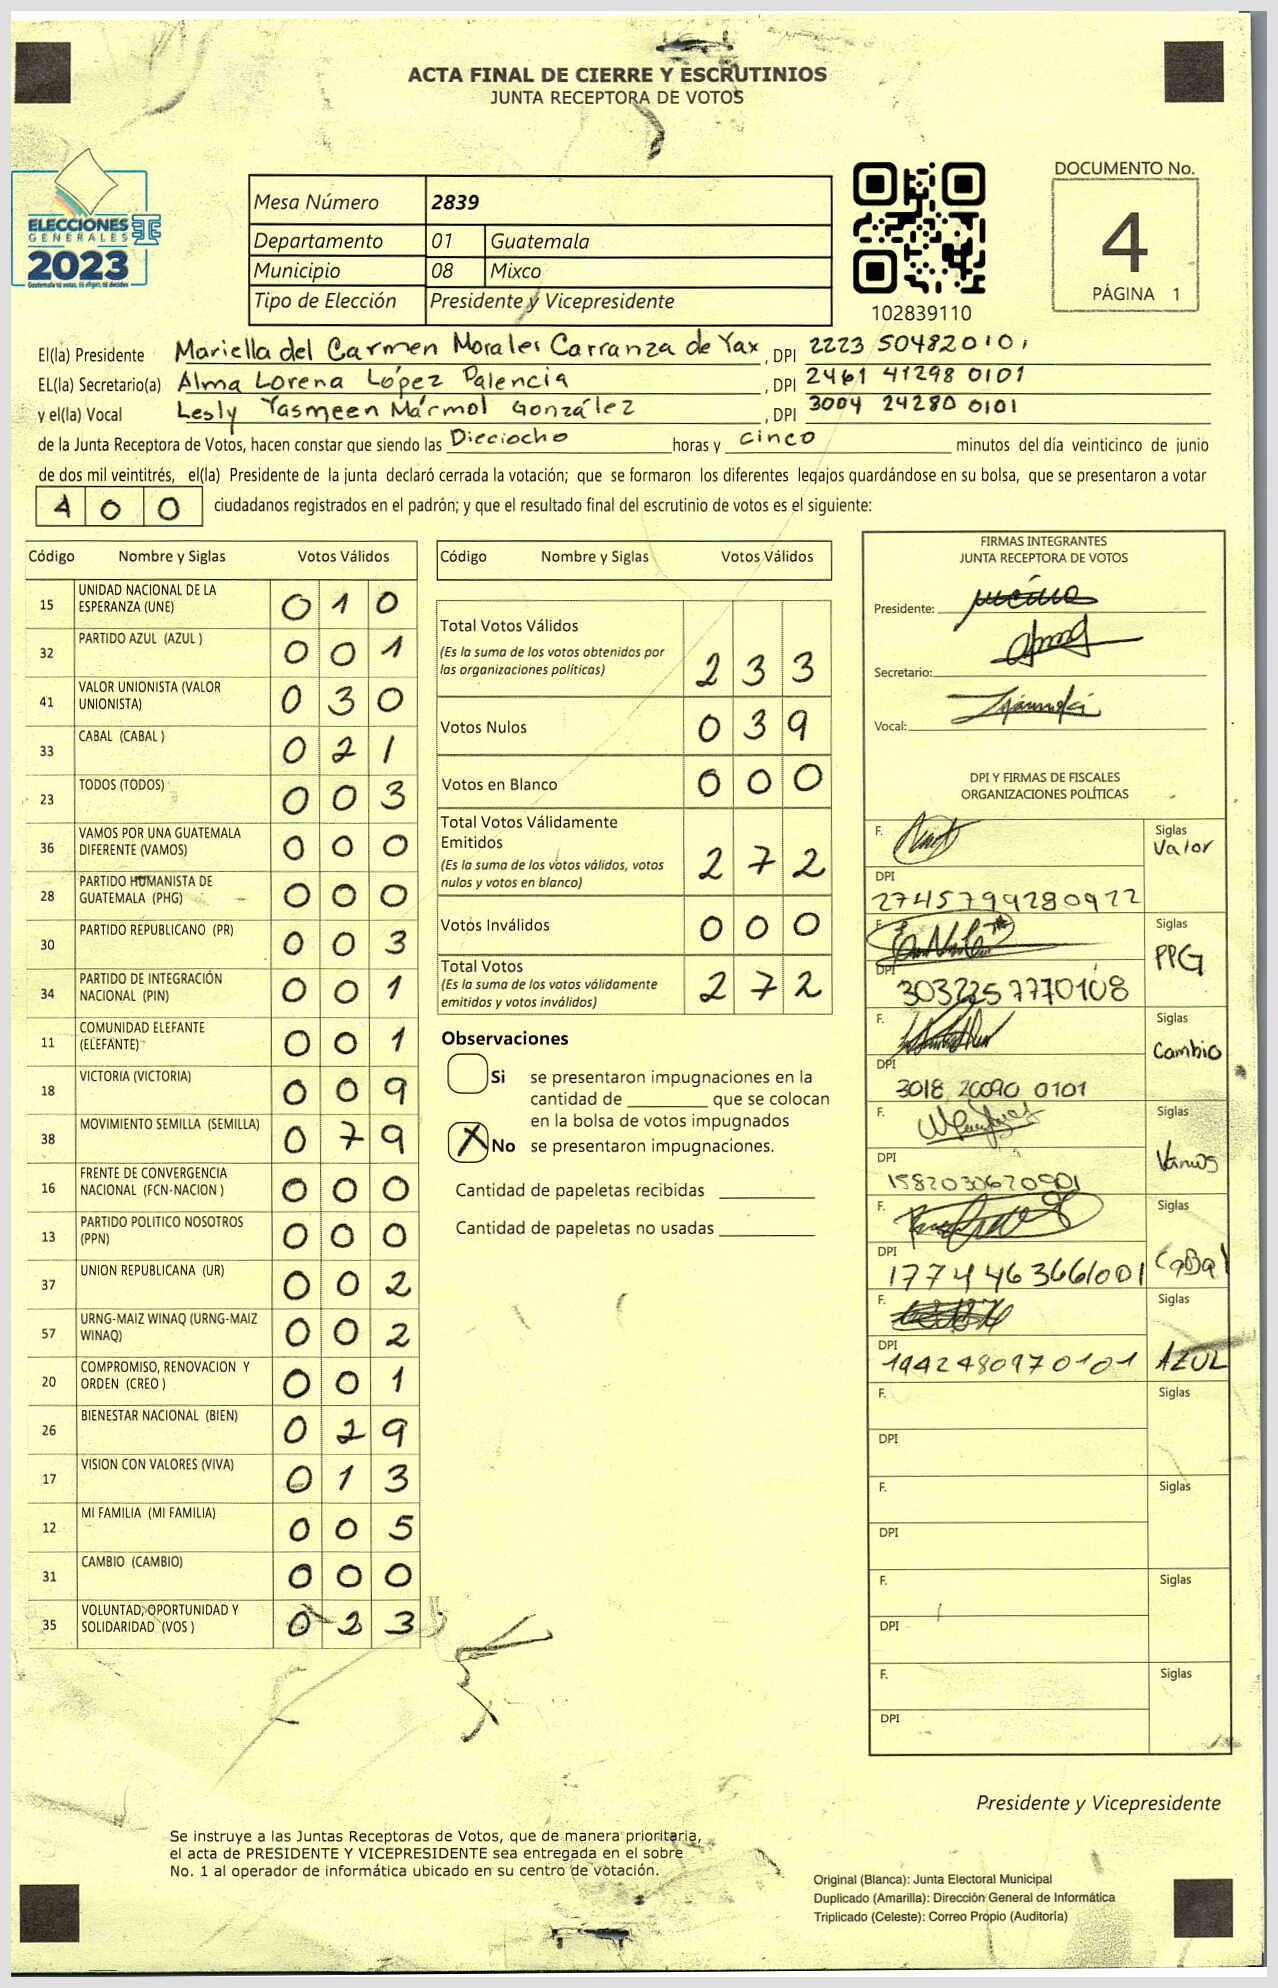 ACTA FINAL DE CIERRE Y ESCRUTINIOS
JUNTA RECEPTORA DE VOTOS
ELECCIONES
GENERALES
2023
Guatemala tú votas, tú eliges, tú decides
Mesa Número 2839
Departamento 01 Guatemala
Municipio 08 Mixco
Tipo de Elección Presidente y Vicepresidente
102839110
DOCUMENTO No.
4
PÁGINA 1
El(la) Presidente Mariella del Carmen Morales Carranza de Yax, DPI 2223 50482 0101
EL(la) Secretario(a) Alma Lorena López Palencia, DPI 2461 41298 0101
y el(la) Vocal Lesly Yasmeen Mármol González, DPI 3004 24280 0101
de la Junta Receptora de Votos, hacen constar que siendo las Dieciocho horas y cinco minutos del día veinticinco de junio
de dos mil veintitrés, el(la) Presidente de la junta declaró cerrada la votación; que se formaron los diferentes legajos guardándose en su bolsa, que se presentaron a votar
400 ciudadanos registrados en el padrón; y que el resultado final del escrutinio de votos es el siguiente:
Código Nombre y Siglas Votos Válidos
15 UNIDAD NACIONAL DE LA ESPERANZA (UNE) 0 1 0
32 PARTIDO AZUL (AZUL ) 0 0 1
41 VALOR UNIONISTA (VALOR UNIONISTA) 0 3 0
33 CABAL (CABAL ) 0 2 1
23 TODOS (TODOS) 0 0 3
36 VAMOS POR UNA GUATEMALA DIFERENTE (VAMOS) 0 0 0
28 PARTIDO HUMANISTA DE GUATEMALA (PHG) 0 0 0
30 PARTIDO REPUBLICANO (PR) 0 0 3
34 PARTIDO DE INTEGRACIÓN NACIONAL (PIN) 0 0 1
11 COMUNIDAD ELEFANTE (ELEFANTE) 0 0 1
18 VICTORIA (VICTORIA) 0 0 9
38 MOVIMIENTO SEMILLA (SEMILLA) 0 7 9
16 FRENTE DE CONVERGENCIA NACIONAL (FCN-NACION ) 0 0 0
13 PARTIDO POLITICO NOSOTROS (PPN) 0 0 0
37 UNION REPUBLICANA (UR) 0 0 2
57 URNG-MAIZ WINAQ (URNG-MAIZ WINAQ) 0 0 2
20 COMPROMISO, RENOVACION Y ORDEN (CREO ) 0 0 1
26 BIENESTAR NACIONAL (BIEN) 0 2 9
17 VISION CON VALORES (VIVA) 0 1 3
12 MI FAMILIA (MI FAMILIA) 0 0 5
31 CAMBIO (CAMBIO) 0 0 0
35 VOLUNTAD, OPORTUNIDAD Y SOLIDARIDAD (VOS ) 0 2 3
Código Nombre y Siglas Votos Válidos
Total Votos Válidos 2 3 3
(Es la suma de los votos obtenidos por
las organizaciones políticas)
Votos Nulos 0 3 9
Votos en Blanco 0 0 0
Total Votos Válidamente
Emitidos 2 7 2
(Es la suma de los votos válidos, votos
nulos y votos en blanco)
Votos Inválidos 0 0 0
Total Votos 2 7 2
(Es la suma de los votos válidamente
emitidos y votos inválidos)
Observaciones
Si se presentaron impugnaciones en la
cantidad de ________ que se colocan
en la bolsa de votos impugnados
X No se presentaron impugnaciones.
Cantidad de papeletas recibidas
Cantidad de papeletas no usadas
FIRMAS INTEGRANTES
JUNTA RECEPTORA DE VOTOS
Presidente:
Secretario:
Vocal:
DPI Y FIRMAS DE FISCALES
ORGANIZACIONES POLÍTICAS
F. Siglas Valor
DPI 2745799280922
F. Siglas PPG
DPI 3032257770108
F. Siglas Cambio
DPI 3018 20090 0101
F. Siglas Vamos
DPI 1582030620901
F. Siglas CaBal
DPI 1774463661001
F. Siglas AZUL
DPI 1942480970101
F. Siglas
DPI
F. Siglas
DPI
F. Siglas
DPI
F. Siglas
DPI
Presidente y Vicepresidente
Se instruye a las Juntas Receptoras de Votos, que de manera prioritaria,
el acta de PRESIDENTE Y VICEPRESIDENTE sea entregada en el sobre
No. 1 al operador de informática ubicado en su centro de votación.
Original (Blanca): Junta Electoral Municipal
Duplicado (Amarilla): Dirección General de Informática
Triplicado (Celeste): Correo Propio (Auditoría)